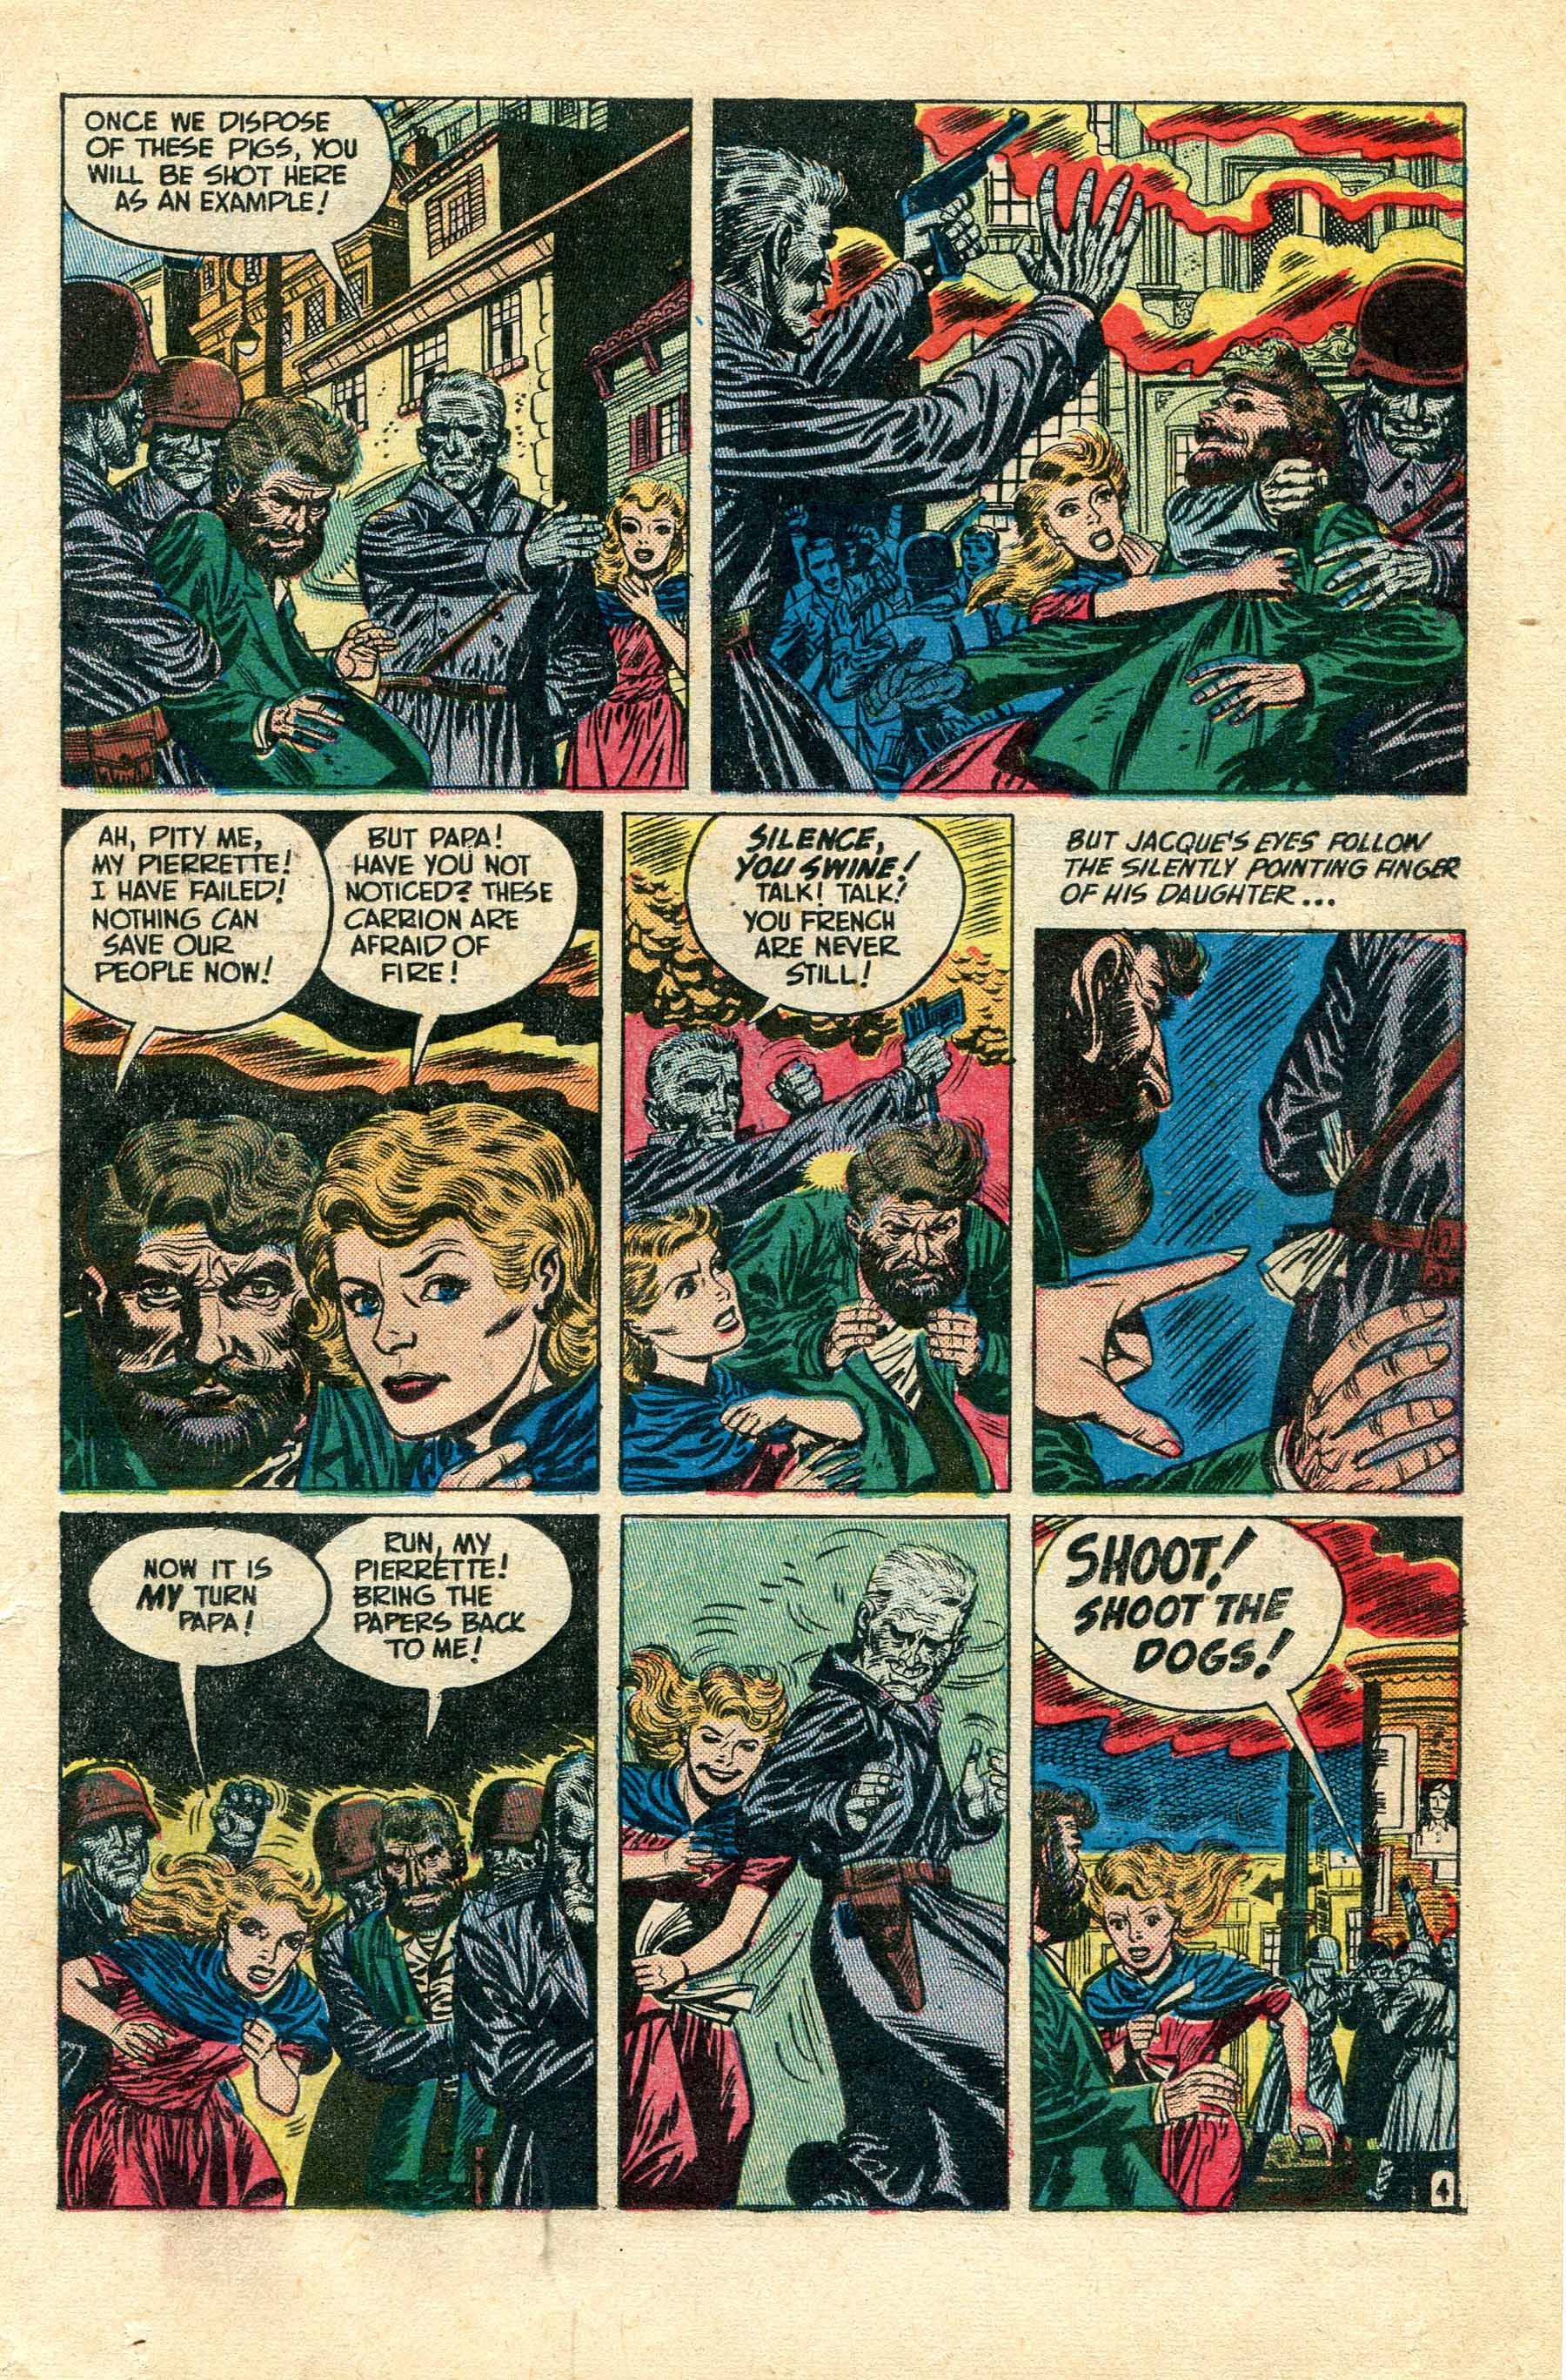 ONCE WE DISPOSE
OF THESE PIGS, YOU
WILL BE SHOT HERE
AS AN EXAMPLE!
AH, PITY ME,
MY PIERRETTE!
I HAVE FAILED!
NOTHING CAN
SAVE OUR
PEOPLE NOW!
BUT PAPA!
HAVE YOU NOT
NOTICED? THESE
CARRION ARE
AFRAID OF
FIRE!
SILENCE,
YOU SWINE!
TALK! TALK!
YOU FRENCH
ARE NEVER
STILL!
BUT JACQUE'S EYES FOLLOW
THE SILENTLY POINTING FINGER
OF HIS DAUGHTER...
NOW IT IS
MY TURN
PAPA!
RUN, MY
PIERRETTE!
BRING THE
PAPERS BACK
TO ME!
SHOOT!
SHOOT THE
DOGS!
4